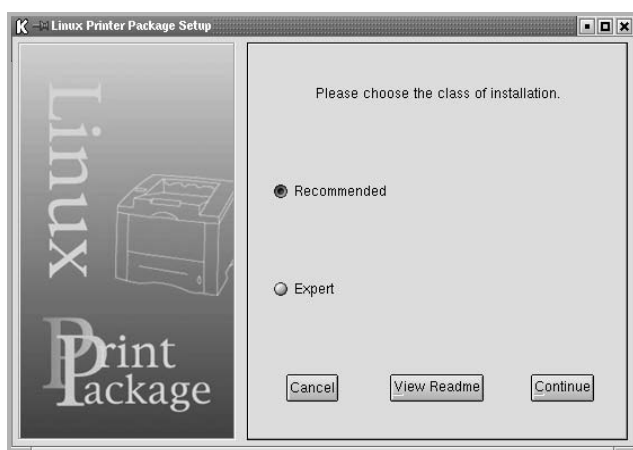 Linux Printer Package Setup
Linux
Print
Package
Please choose the class of installation.
Recommended
Expert
Cancel
View Readme
Continue